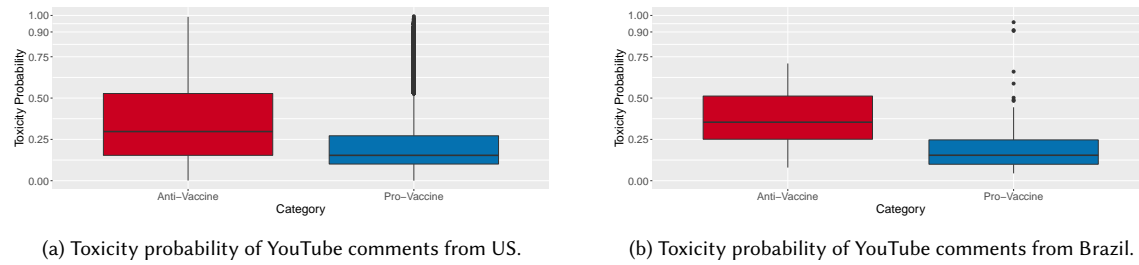 Toxicity Probability
1.00
0.90
0.75
0.50
0.25
0.00
Anti−Vaccine
Pro−Vaccine
Category
(a) Toxicity probability of YouTube comments from US.
Toxicity Probability
1.00
0.90
0.75
0.50
0.25
0.00
Anti−Vaccine
Pro−Vaccine
Category
(b) Toxicity probability of YouTube comments from Brazil.